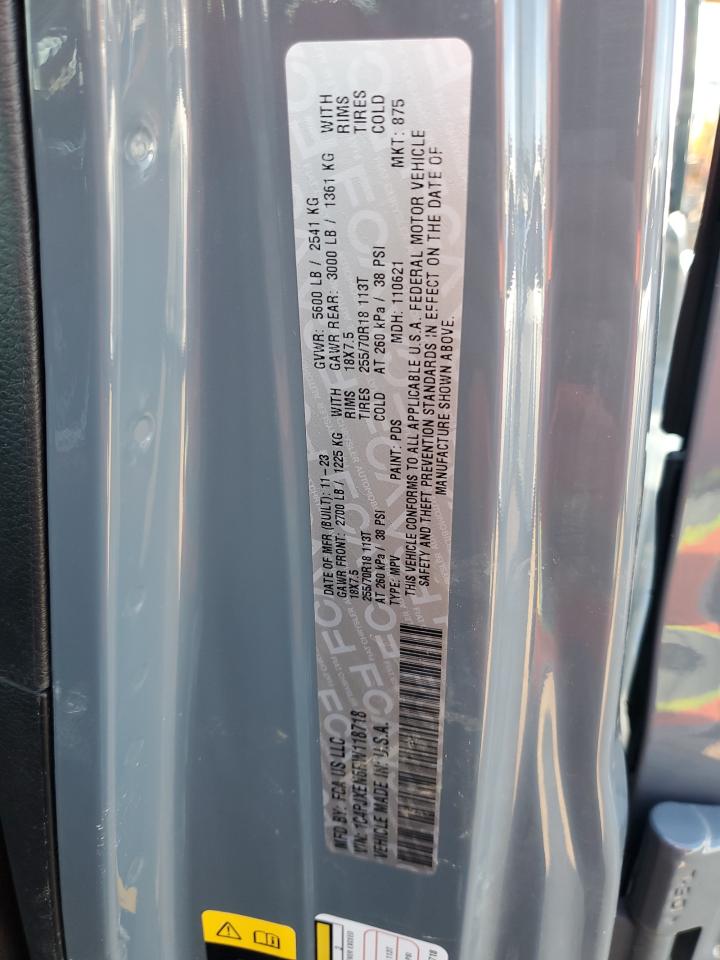 MFD BY: FCA US LLC
VIN:
VEHICLE MADE IN U.S.A.
DATE OF MFR (BUILT): 11-23 GVWR: 5600 LB / 2541 KG
GAWR FRONT: 2700 LB / 1225 KG WITH GAWR REAR: 3000 LB / 1361 KG WITH
18X7.5 RIMS 18X7.5 RIMS
255/70R18 113T TIRES 255/70R18 113T TIRES
AT 260 kPa / 38 PSI COLD AT 260 kPa / 38 PSI COLD
TYPE: MPV PAINT: PDS MDH: 110621 MKT: 875
THIS VEHICLE CONFORMS TO ALL APPLICABLE U.S.A. FEDERAL MOTOR VEHICLE
SAFETY AND THEFT PREVENTION STANDARDS IN EFFECT ON THE DATE OF
MANUFACTURE SHOWN ABOVE.